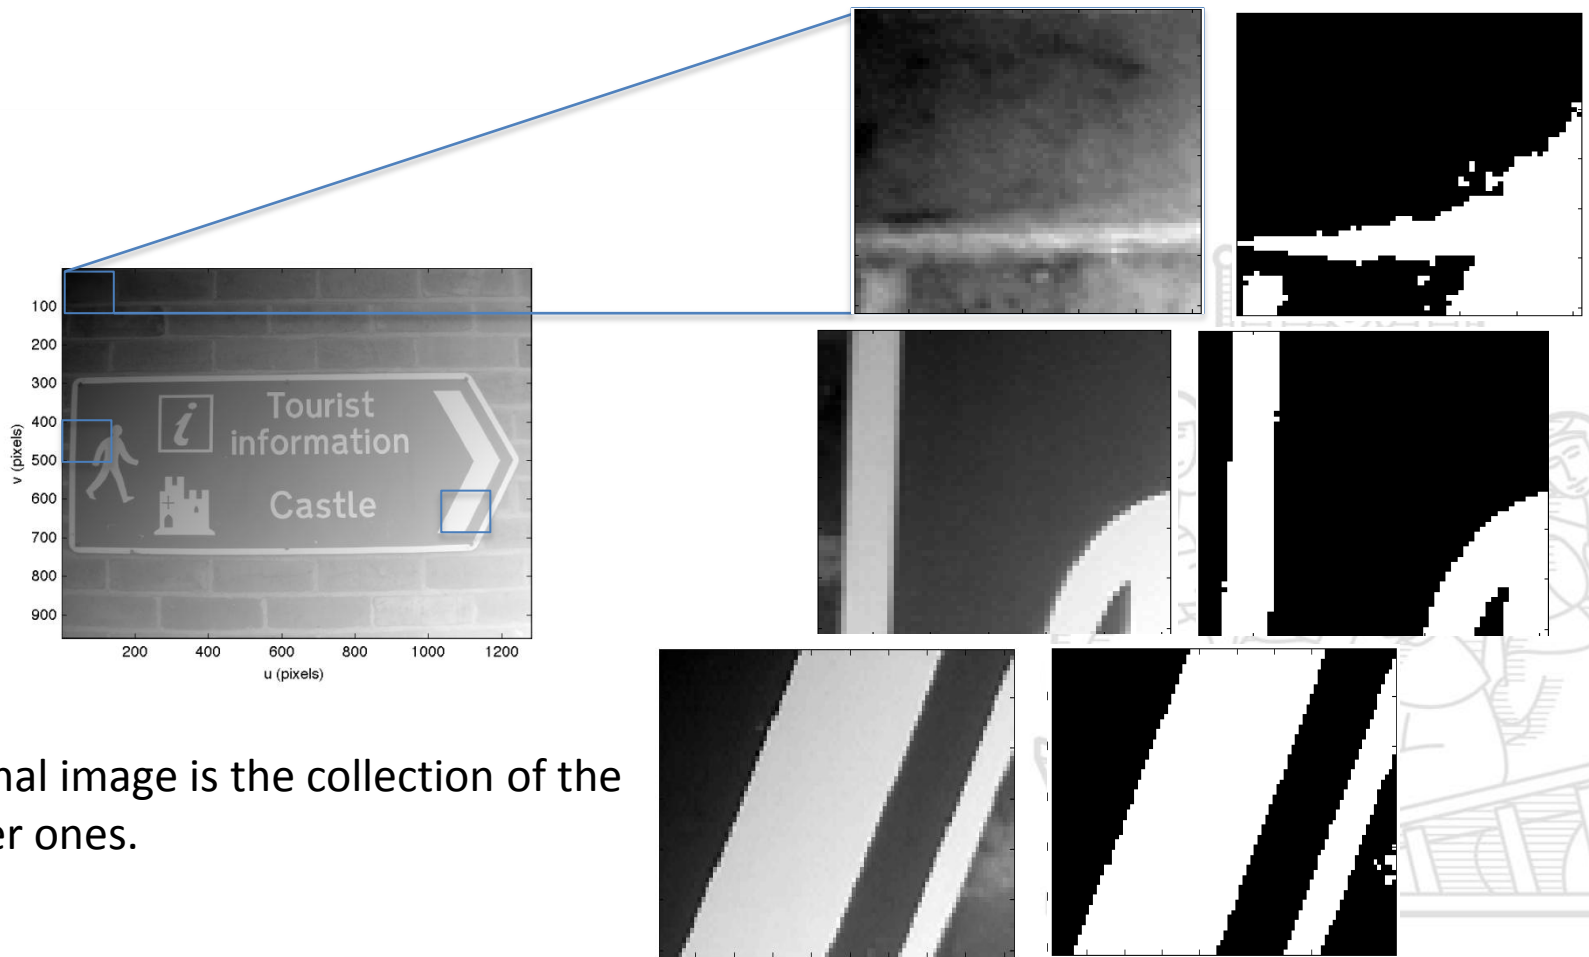 100
200
300
400
500
600
700
800
900
v (pixels)
Tourist
information
Castle
200
400
600
800
1000
1200
u (pixels)
nal image is the collection of the
er ones.